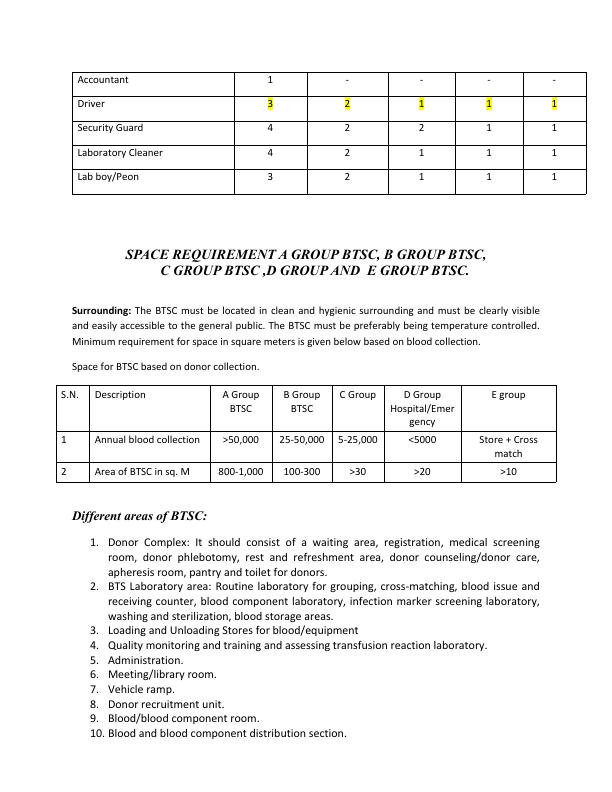 Accountant 1 - - - -
Driver 3 2 1 1 1
Security Guard 4 2 2 1 1
Laboratory Cleaner 4 2 1 1 1
Lab boy/Peon 3 2 1 1 1
SPACE REQUIREMENT A GROUP BTSC, B GROUP BTSC,
C GROUP BTSC ,D GROUP AND E GROUP BTSC.
Surrounding: The BTSC must be located in clean and hygienic surrounding and must be clearly visible
and easily accessible to the general public. The BTSC must be preferably being temperature controlled.
Minimum requirement for space in square meters is given below based on blood collection.
Space for BTSC based on donor collection.
S.N. Description A Group B Group C Group D Group E group
BTSC BTSC Hospital/Emer
gency
1 Annual blood collection >50,000 25-50,000 5-25,000 <5000 Store + Cross
match
2 Area of BTSC in sq. M 800-1,000 100-300 >30 >20 >10
Different areas of BTSC:
1. Donor Complex: It should consist of a waiting area, registration, medical screening
room, donor phlebotomy, rest and refreshment area, donor counseling/donor care,
apheresis room, pantry and toilet for donors.
2. BTS Laboratory area: Routine laboratory for grouping, cross-matching, blood issue and
receiving counter, blood component laboratory, infection marker screening laboratory,
washing and sterilization, blood storage areas.
3. Loading and Unloading Stores for blood/equipment
4. Quality monitoring and training and assessing transfusion reaction laboratory.
5. Administration.
6. Meeting/library room.
7. Vehicle ramp.
8. Donor recruitment unit.
9. Blood/blood component room.
10. Blood and blood component distribution section.